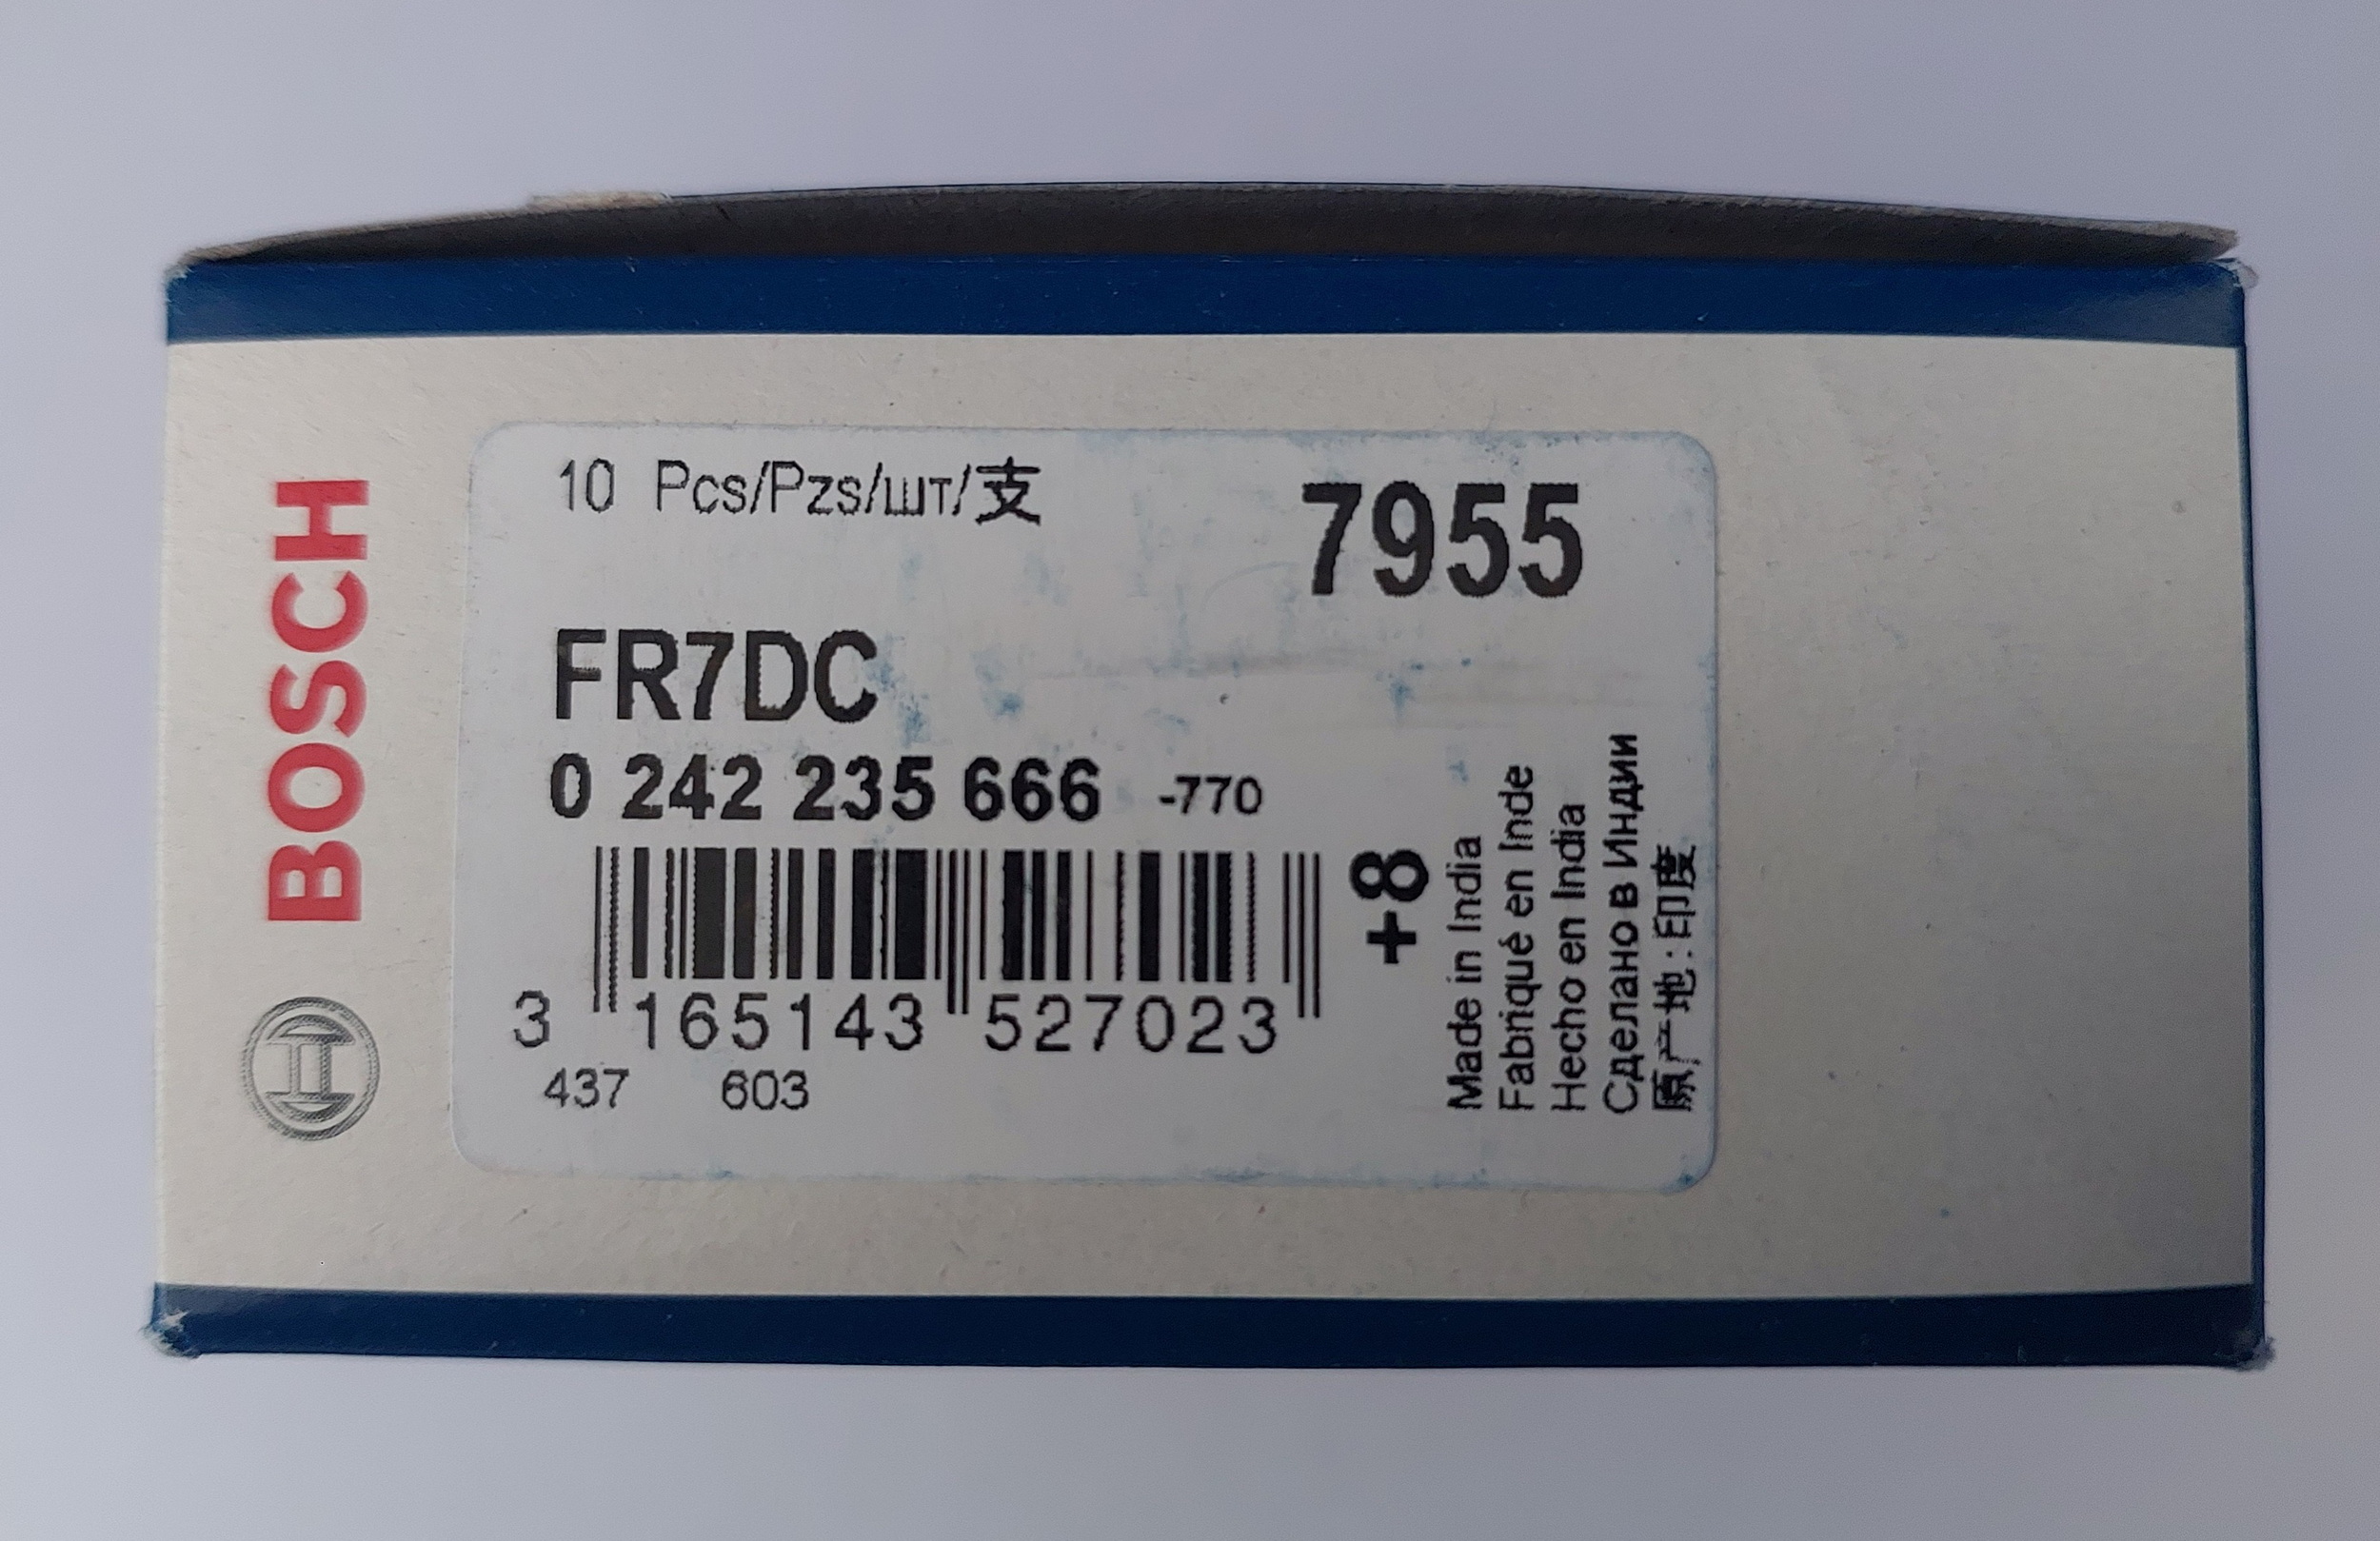 BOSCH
10 Pcs/Pzs/шт/支
7955
FR7DC
0 242 235 666 -770
3 165143 527023
437 603
+8
Made in India
Fabriqué en Inde
Hecho en India
Сделано в Индии
原产地:印度